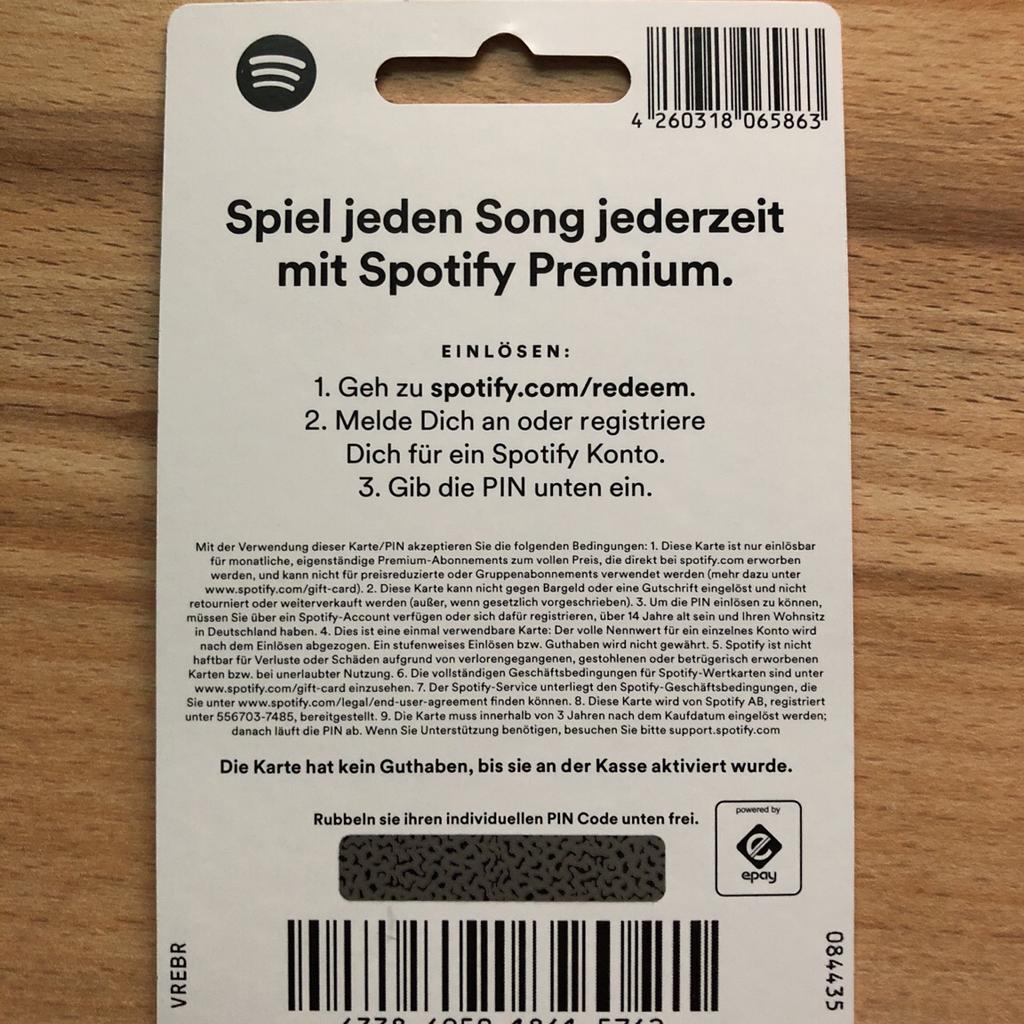 4 260318 065863
Spiel jeden Song jederzeit
mit Spotify Premium.
EINLÖSEN:
1. Geh zu spotify.com/redeem.
2. Melde Dich an oder registriere
Dich für ein Spotify Konto.
3. Gib die PIN unten ein.
Mit der Verwendung dieser Karte/PIN akzeptieren Sie die folgenden Bedingungen: 1. Diese Karte ist nur einlösbar
für monatliche, eigenständige Premium-Abonnements zum vollen Preis, die direkt bei spotify.com erworben
werden, und kann nicht für preisreduzierte oder Gruppenabonnements verwendet werden (mehr dazu unter
www.spotify.com/gift-card). 2. Diese Karte kann nicht gegen Bargeld oder eine Gutschrift eingelöst und nicht
retourniert oder weiterverkauft werden (außer, wenn gesetzlich vorgeschrieben). 3. Um die PIN einlösen zu können,
müssen Sie über ein Spotify-Account verfügen oder sich dafür registrieren, über 14 Jahre alt sein und Ihren Wohnsitz
in Deutschland haben. 4. Dies ist eine einmal verwendbare Karte: Der volle Nennwert für ein einzelnes Konto wird
nach dem Einlösen abgezogen. Ein stufenweises Einlösen bzw. Guthaben wird nicht gewährt. 5. Spotify ist nicht
haftbar für Verluste oder Schäden aufgrund von verlorengegangenen, gestohlenen oder betrügerisch erworbenen
Karten bzw. bei unerlaubter Nutzung. 6. Die vollständigen Geschäftsbedingungen für Spotify-Wertkarten sind unter
www.spotify.com/gift-card einzusehen. 7. Der Spotify-Service unterliegt den Spotify-Geschäftsbedingungen, die
Sie unter www.spotify.com/legal/end-user-agreement finden können. 8. Diese Karte wird von Spotify AB, registriert
unter 556703-7485, bereitgestellt. 9. Die Karte muss innerhalb von 3 Jahren nach dem Kaufdatum eingelöst werden;
danach läuft die PIN ab. Wenn Sie Unterstützung benötigen, besuchen Sie bitte support.spotify.com
Die Karte hat kein Guthaben, bis sie an der Kasse aktiviert wurde.
Rubbeln sie ihren individuellen PIN Code unten frei.
powered by
epay
VREBR
084435